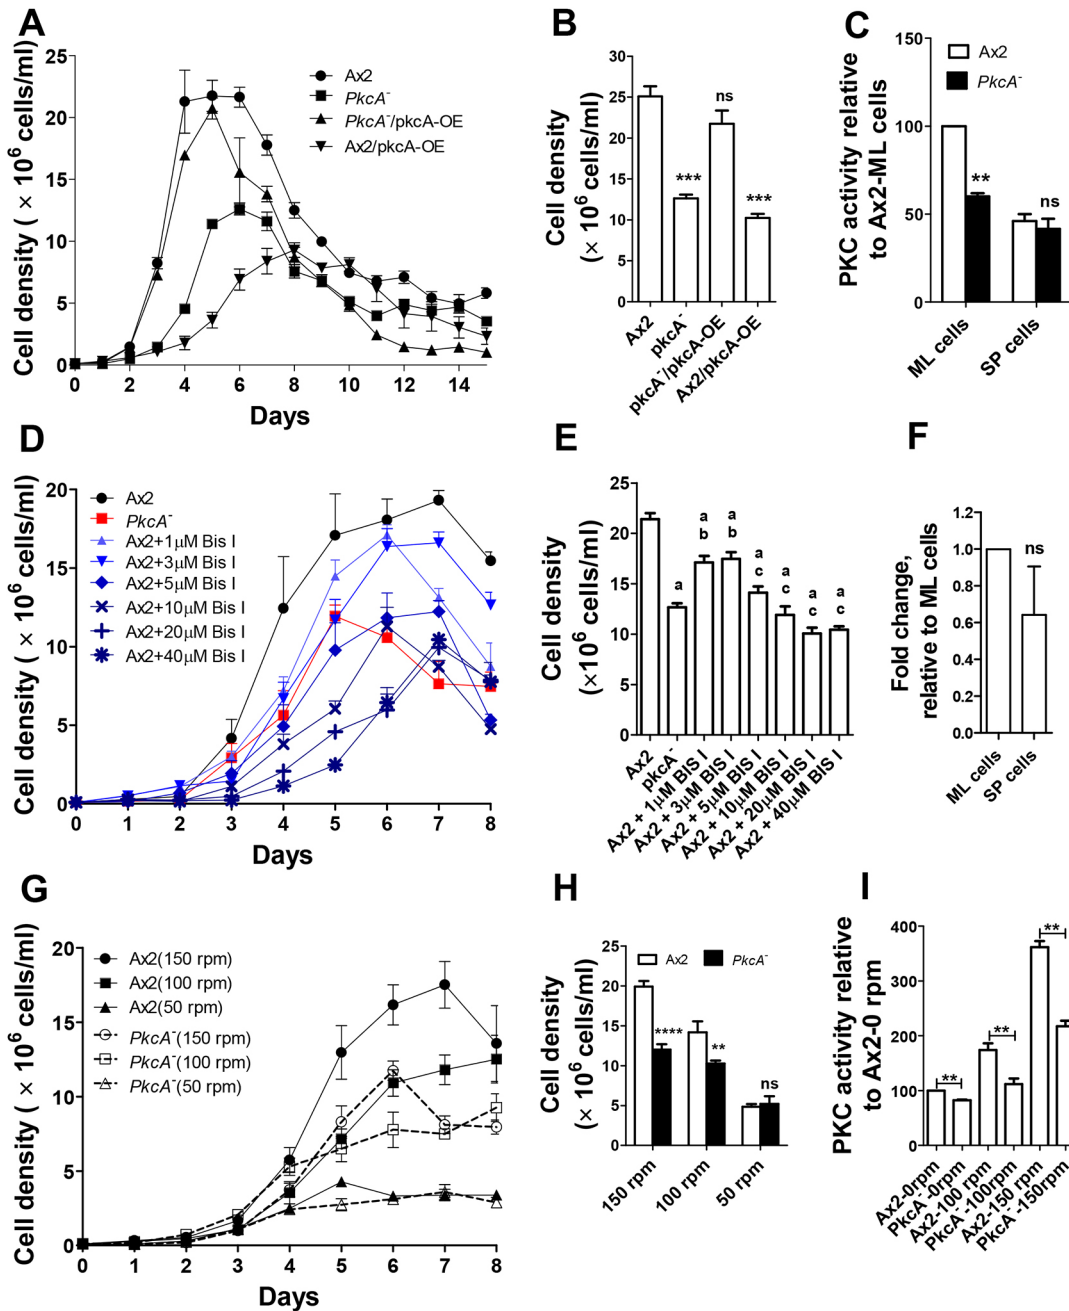 A
Cell density ( × 10⁶ cells/ml)
25
20
15
10
5
0
0 2 4 6 8 10 12 14
Days
Ax2
PkcA⁻
PkcA⁻/pkcA-OE
Ax2/pkcA-OE
B
Cell density
(× 10⁶ cells/ml)
30
25
20
15
10
5
0
***
ns
***
Ax2
pkcA⁻
pkcA⁻/pkcA-OE
Ax2/pkcA-OE
C
PKC activity relative
to Ax2-ML cells
150
100
50
0
Ax2
PkcA⁻
**
ns
ML cells
SP cells
D
Cell density ( × 10⁶ cells/ml)
20
15
10
5
0
0 1 2 3 4 5 6 7 8
Days
Ax2
PkcA⁻
Ax2+1µM Bis I
Ax2+3µM Bis I
Ax2+5µM Bis I
Ax2+10µM Bis I
Ax2+20µM Bis I
Ax2+40µM Bis I
E
Cell density
(×10⁶ cells/ml)
25
20
15
10
5
0
a
a
b
a
b
a
c
a
c
a
c
a
c
Ax2
pkcA⁻
Ax2 + 1µM BIS I
Ax2 + 3µM BIS I
Ax2 + 5µM BIS I
Ax2 + 10µM BIS I
Ax2 + 20µM BIS I
Ax2 + 40µM BIS I
F
Fold change,
relative to ML cells
1.2
1.0
0.8
0.6
0.4
0.2
0.0
ns
ML cells
SP cells
G
Cell density ( × 10⁶ cells/ml)
20
15
10
5
0
0 1 2 3 4 5 6 7 8
Days
Ax2(150 rpm)
Ax2(100 rpm)
Ax2(50 rpm)
PkcA⁻(150 rpm)
PkcA⁻(100 rpm)
PkcA⁻(50 rpm)
H
Cell density
(× 10⁶ cells/ml)
25
20
15
10
5
0
Ax2
PkcA⁻
****
**
ns
150 rpm
100 rpm
50 rpm
I
PKC activity relative
to Ax2-0 rpm
400
300
200
100
0
**
**
**
Ax2-0rpm
PkcA⁻-0rpm
Ax2-100 rpm
PkcA⁻-100rpm
Ax2-150 rpm
PkcA⁻-150rpm